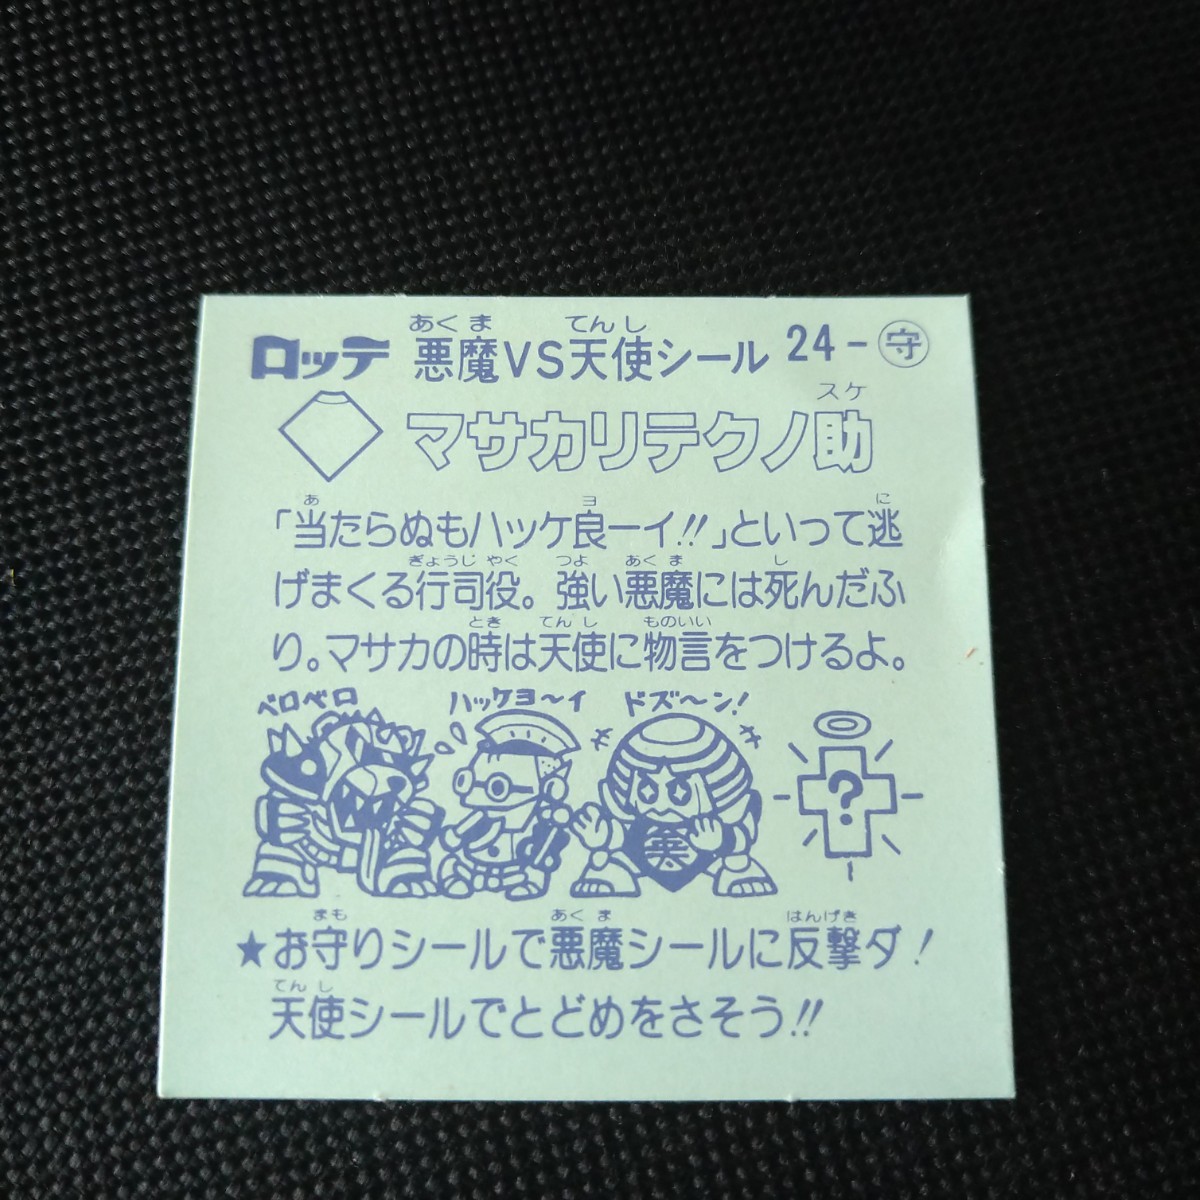 ロッテ 悪魔VS天使シール 24-守
マサカリテクノ助
「当たらぬもハッケ良ーイ!!」といって逃
げまくる行司役。強い悪魔には死んだふ
り。マサカの時は天使に物言をつけるよ。
ベロベロ ハッケヨ〜イ ドズ〜ン!
?
★お守りシールで悪魔シールに反撃ダ!
天使シールでとどめをさそう!!